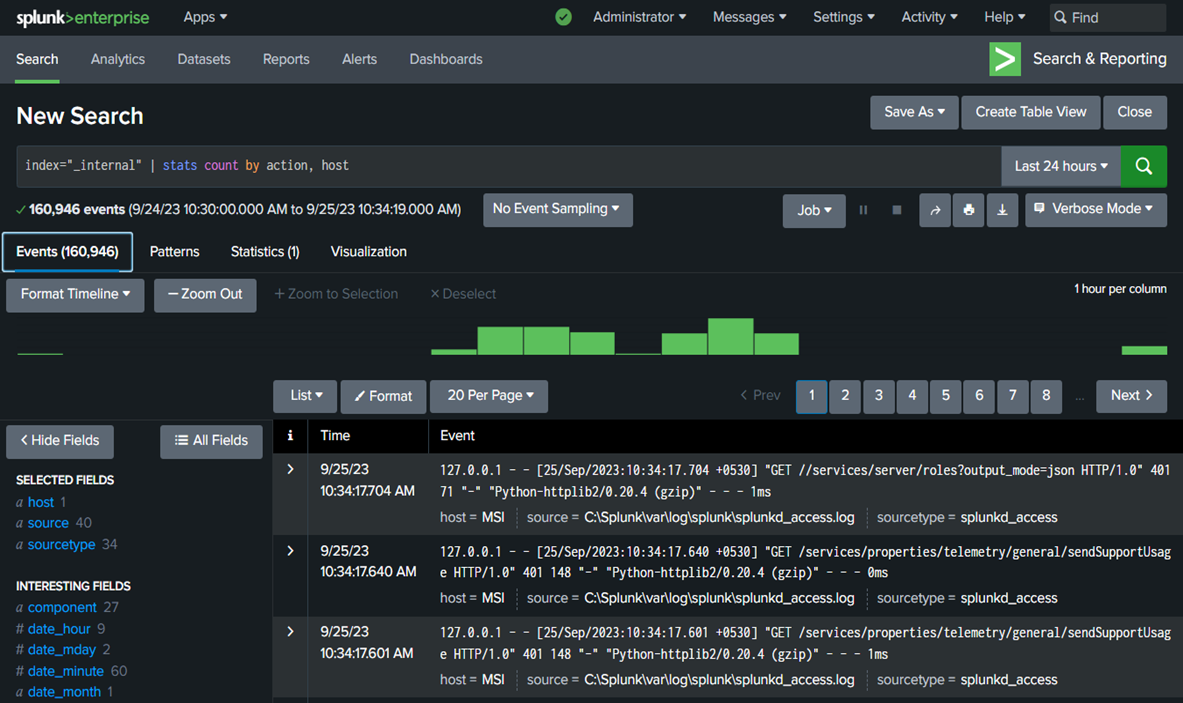 splunk>enterprise Apps Administrator Messages Settings Activity Help Find
Search Analytics Datasets Reports Alerts Dashboards Search & Reporting
New Search Save As Create Table View Close
index="_internal" | stats count by action, host Last 24 hours
160,946 events (9/24/23 10:30:00.000 AM to 9/25/23 10:34:19.000 AM) No Event Sampling Job Verbose Mode
Events (160,946) Patterns Statistics (1) Visualization
Format Timeline — Zoom Out + Zoom to Selection × Deselect 1 hour per column
List Format 20 Per Page < Prev 1 2 3 4 5 6 7 8 ... Next >
< Hide Fields All Fields
SELECTED FIELDS
a host 1
a source 40
a sourcetype 34
INTERESTING FIELDS
a component 27
# date_hour 9
# date_mday 2
# date_minute 60
a date_month 1
i Time Event
> 9/25/23 127.0.0.1 - - [25/Sep/2023:10:34:17.704 +0530] "GET //services/server/roles?output_mode=json HTTP/1.0" 401
10:34:17.704 AM 71 "-" "Python-httplib2/0.20.4 (gzip)" - - - 1ms
host = MSI source = C:\Splunk\var\log\splunk\splunkd_access.log sourcetype = splunkd_access
> 9/25/23 127.0.0.1 - - [25/Sep/2023:10:34:17.640 +0530] "GET /services/properties/telemetry/general/sendSupportUsag
10:34:17.640 AM e HTTP/1.0" 401 148 "-" "Python-httplib2/0.20.4 (gzip)" - - - 0ms
host = MSI source = C:\Splunk\var\log\splunk\splunkd_access.log sourcetype = splunkd_access
> 9/25/23 127.0.0.1 - - [25/Sep/2023:10:34:17.601 +0530] "GET /services/properties/telemetry/general/sendSupportUsag
10:34:17.601 AM e HTTP/1.0" 401 148 "-" "Python-httplib2/0.20.4 (gzip)" - - - 1ms
host = MSI source = C:\Splunk\var\log\splunk\splunkd_access.log sourcetype = splunkd_access